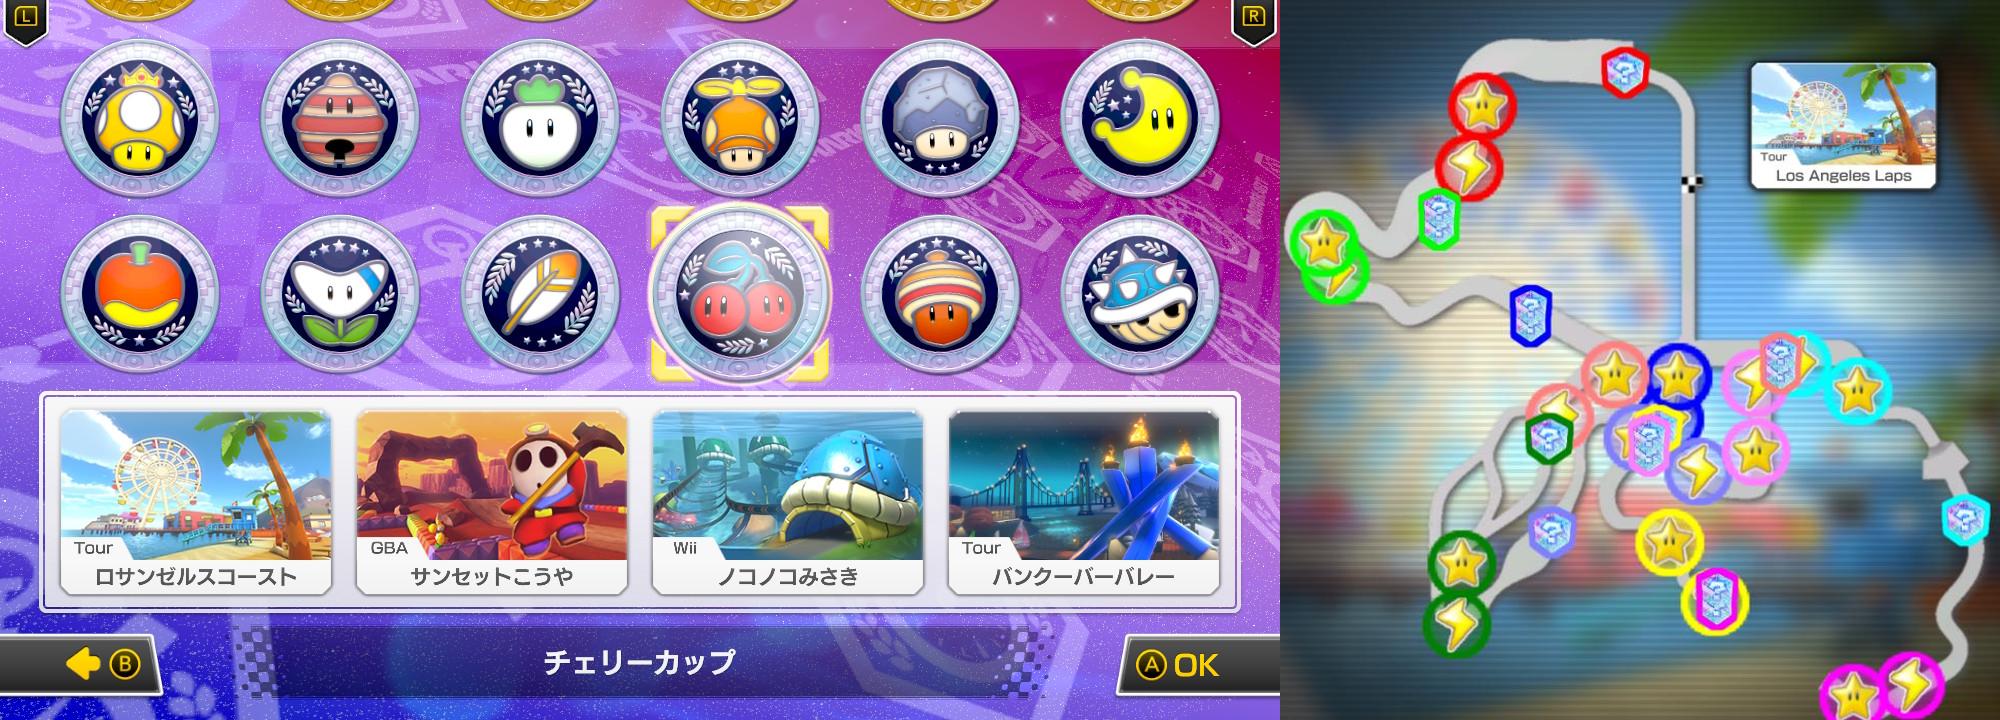 L
R
Tour
ロサンゼルスコースト
GBA
サンセットこうや
Wii
ノコノコみさき
Tour
バンクーバーバレー
B
チェリーカップ
A OK
Tour
Los Angeles Laps